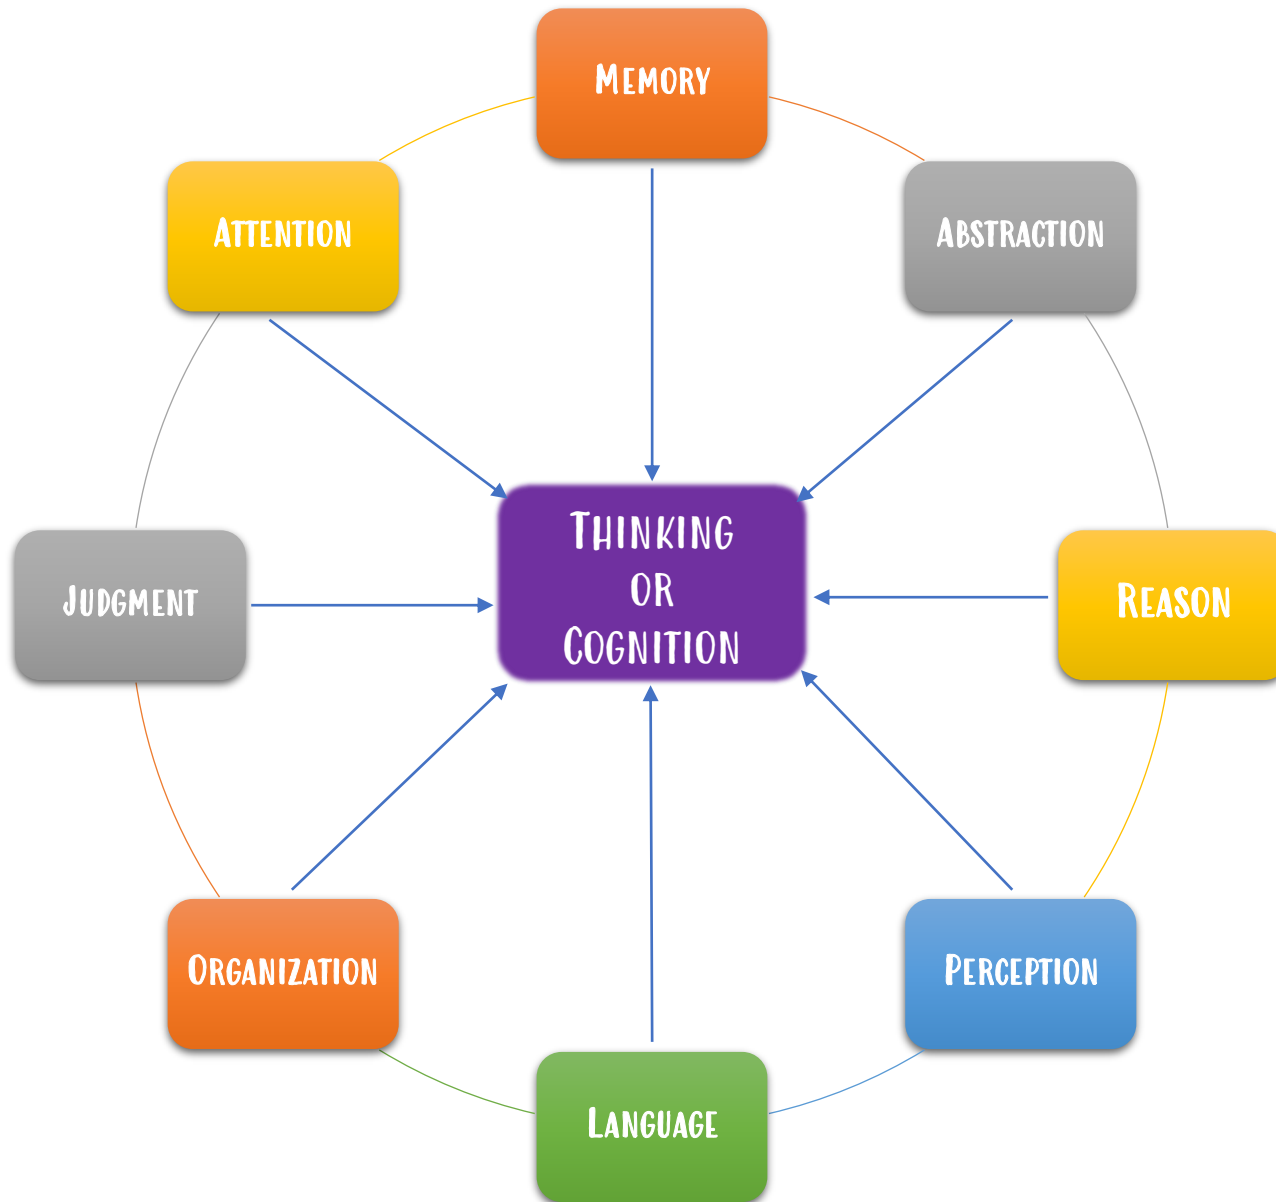 Memory
Attention
Abstraction
Thinking
or
Cognition
Judgment
Reason
Organization
Perception
Language